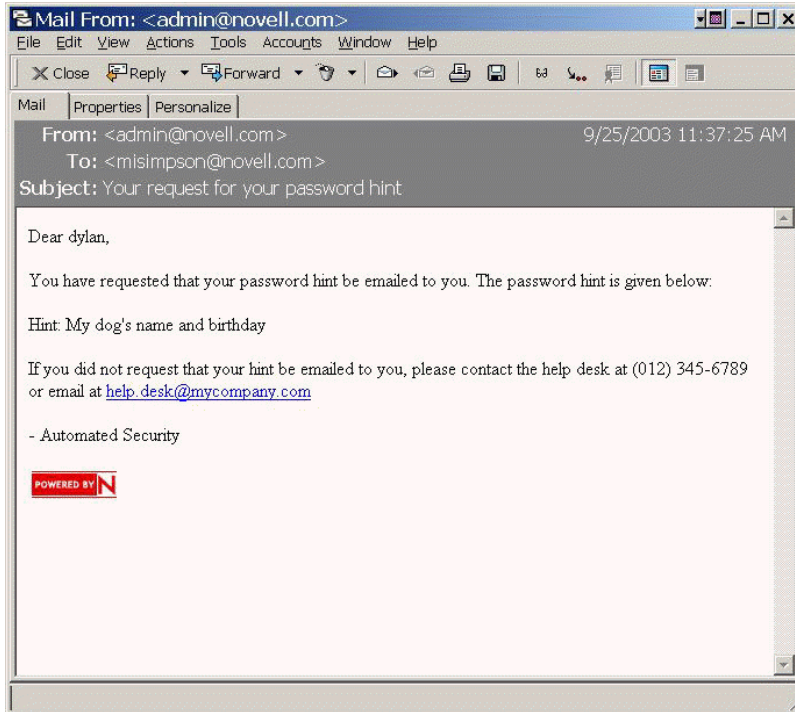 Mail From: <admin@novell.com>
File Edit View Actions Tools Accounts Window Help
Close Reply Forward
Mail Properties Personalize
From: <admin@novell.com> 9/25/2003 11:37:25 AM
To: <misimpson@novell.com>
Subject: Your request for your password hint
Dear dylan,
You have requested that your password hint be emailed to you. The password hint is given below:
Hint: My dog's name and birthday
If you did not request that your hint be emailed to you, please contact the help desk at (012) 345-6789
or email at help.desk@mycompany.com
- Automated Security
POWERED BY N